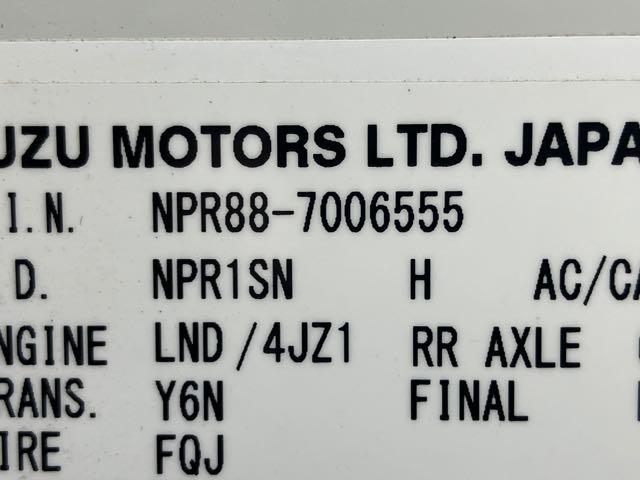 UZU MOTORS LTD. JAPA
I.N. NPR88-7006555
D. NPR1SN H AC/CA
NGINE LND/4JZ1 RR AXLE
RANS. Y6N FINAL
IRE FQJ